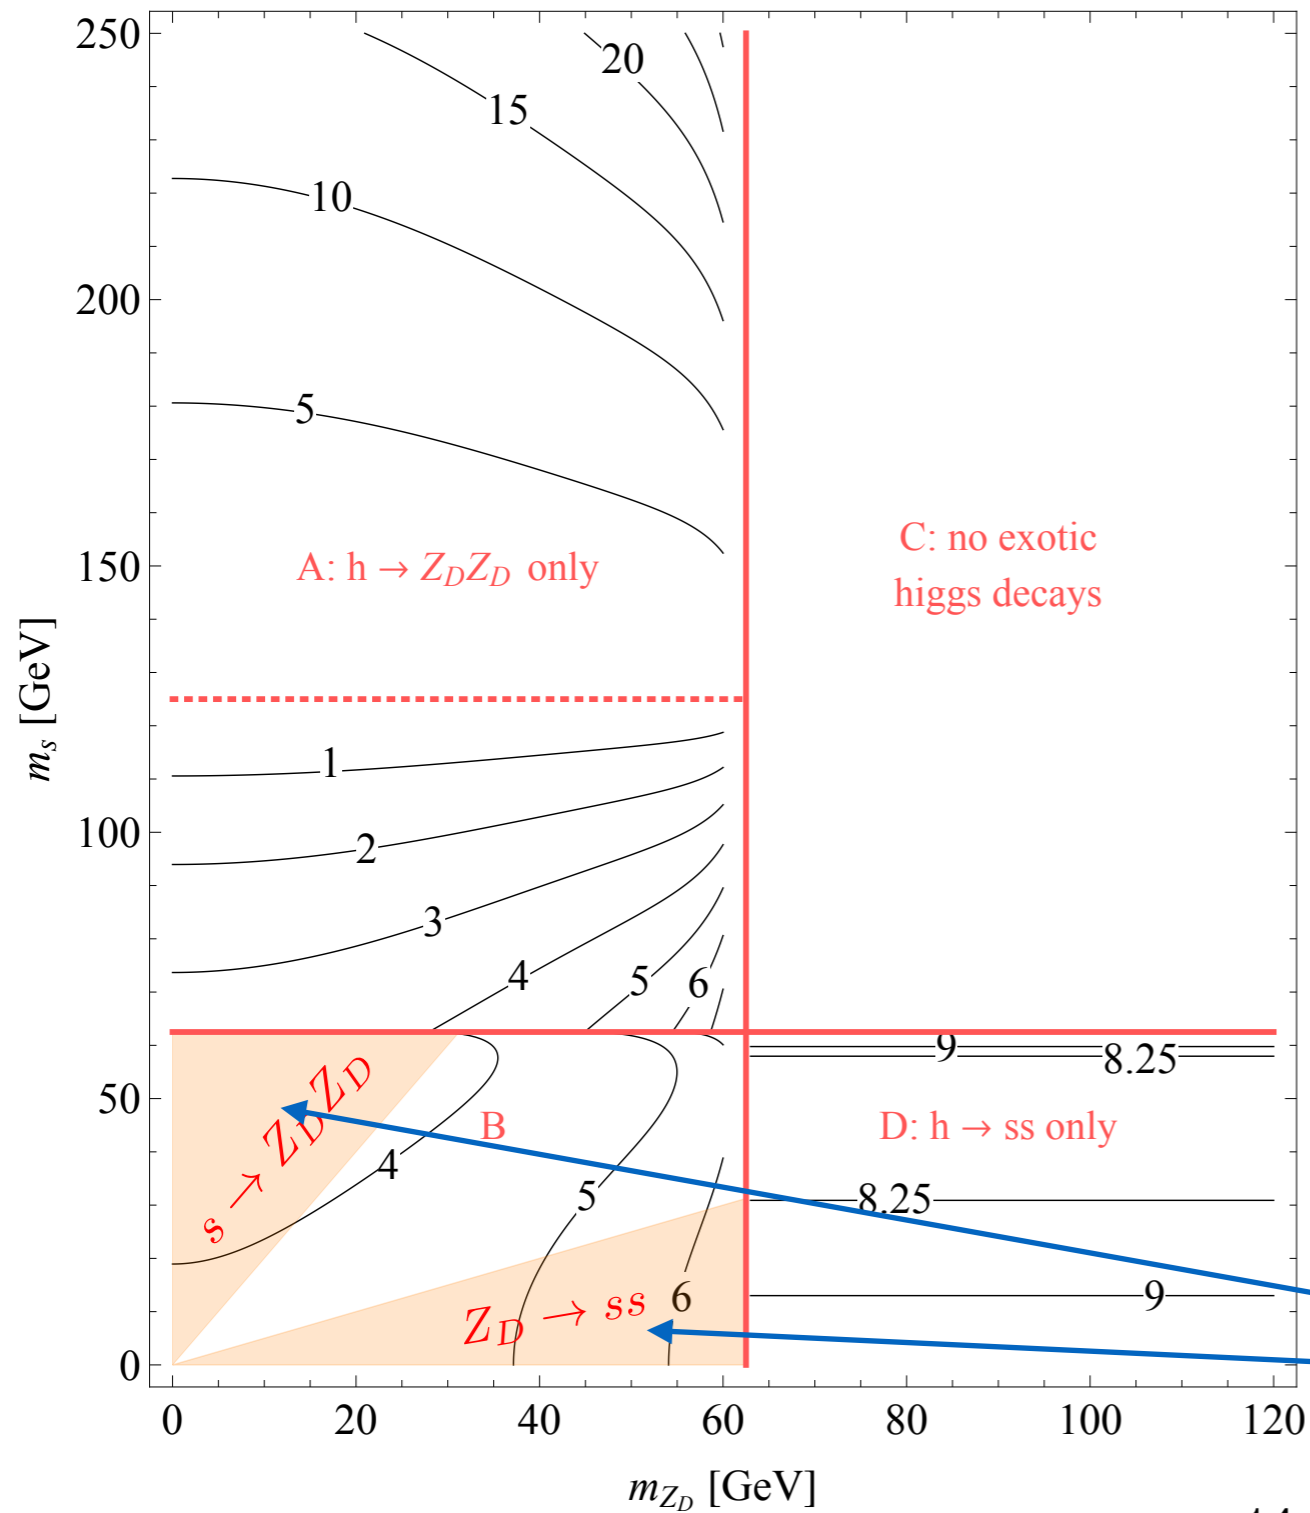 250
20
15
10
200
5
A: h → Z_D Z_D only
C: no exotic
higgs decays
150
m_s [GeV]
1
100
2
3
4
5
6
9
8.25
50
s → Z_D Z_D
B
D: h → ss only
4
5
8.25
Z_D → ss
6
9
0
0 20 40 60 80 100 120
m_{Z_D} [GeV]